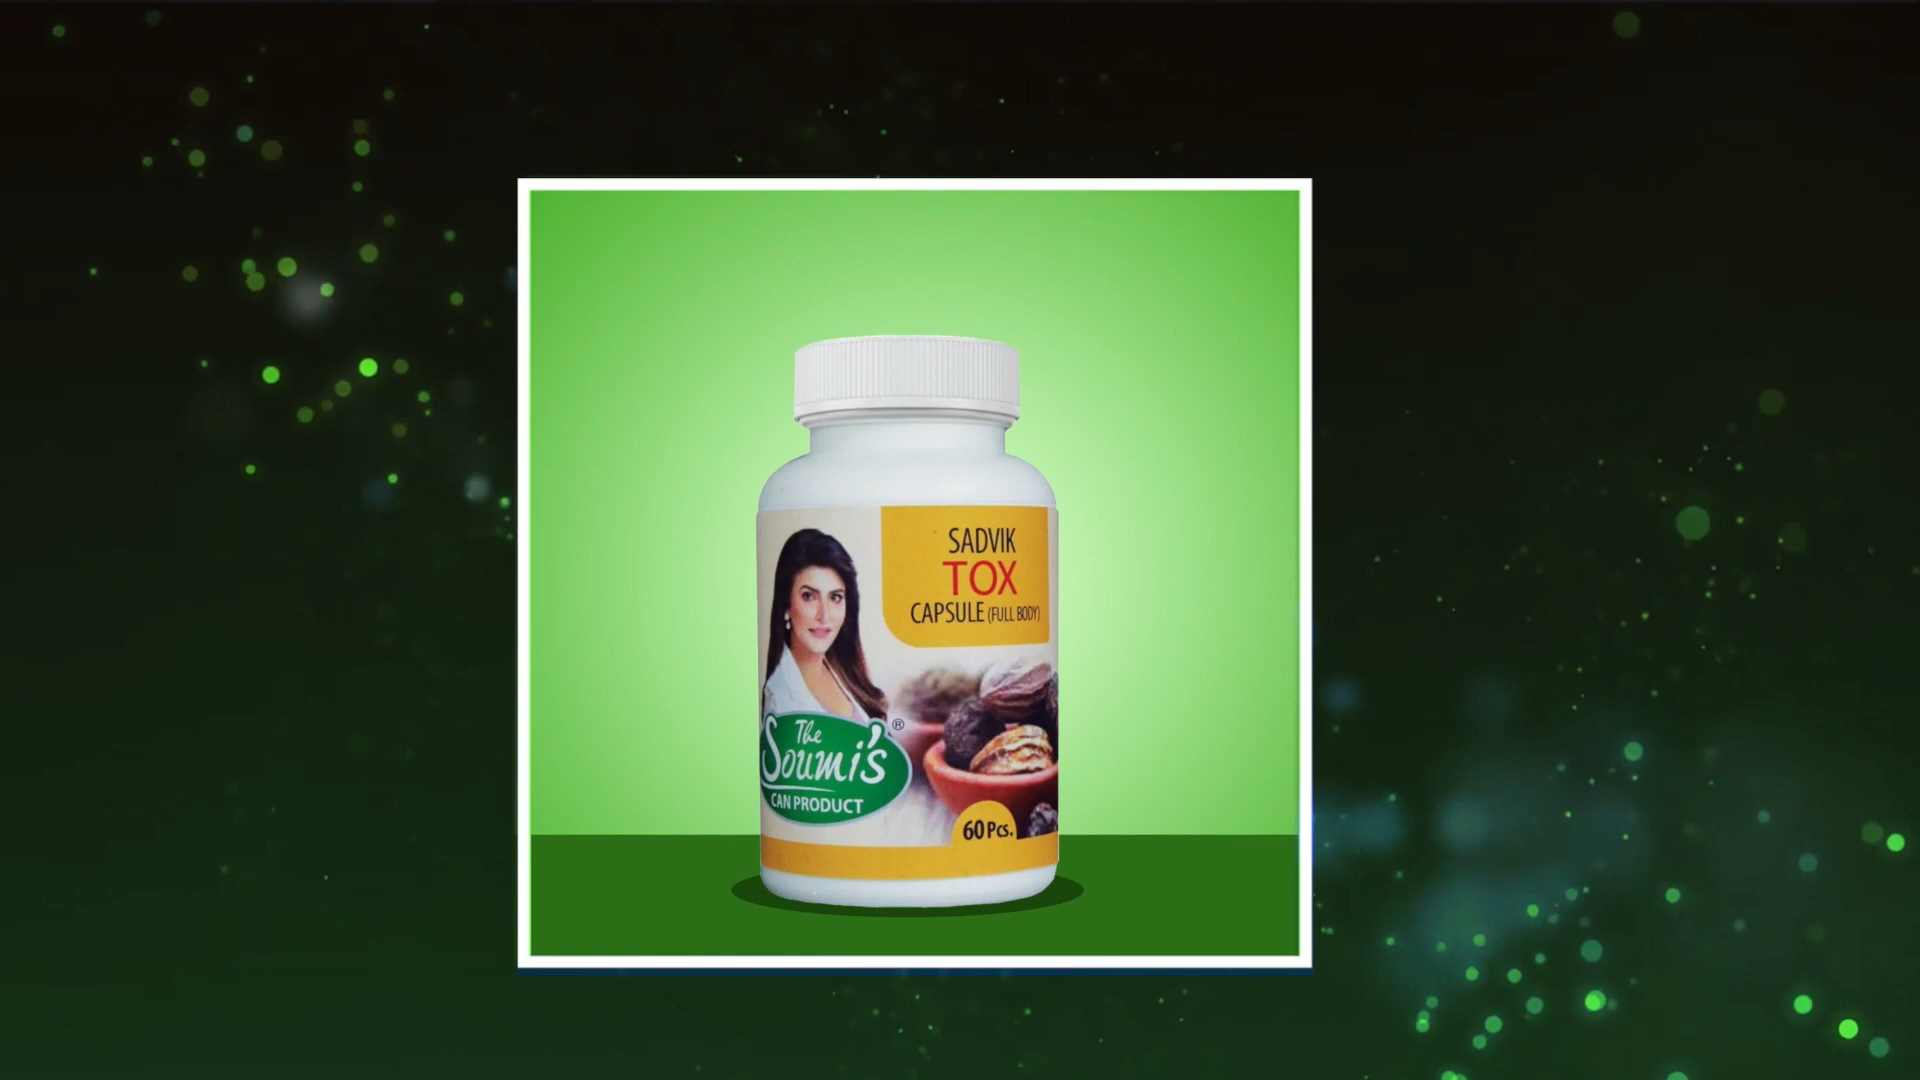 SADVIK
TOX
CAPSULE (FULL BODY)
The
Soumi's®
CAN PRODUCT
60 Pcs.